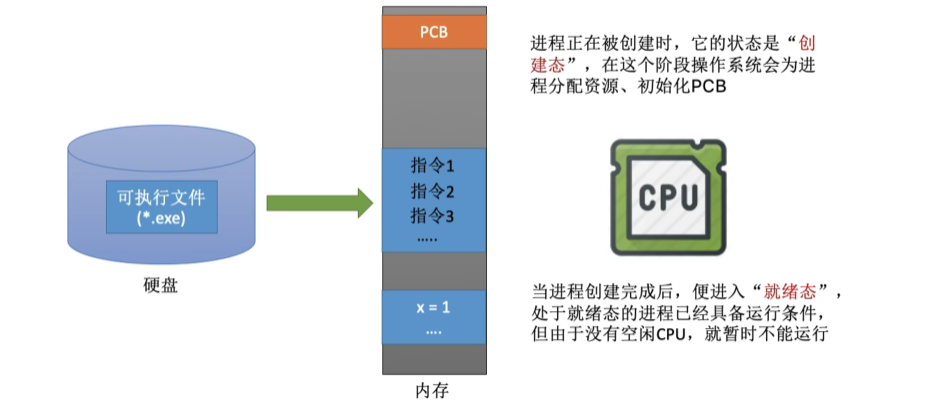 PCB
进程正在被创建时，它的状态是“创
建态”，在这个阶段操作系统会为进
程分配资源、初始化PCB
可执行文件
(*.exe)
硬盘
指令1
指令2
指令3
…..
x = 1
….
内存
CPU
当进程创建完成后，便进入“就绪态”，
处于就绪态的进程已经具备运行条件，
但由于没有空闲CPU，就暂时不能运行